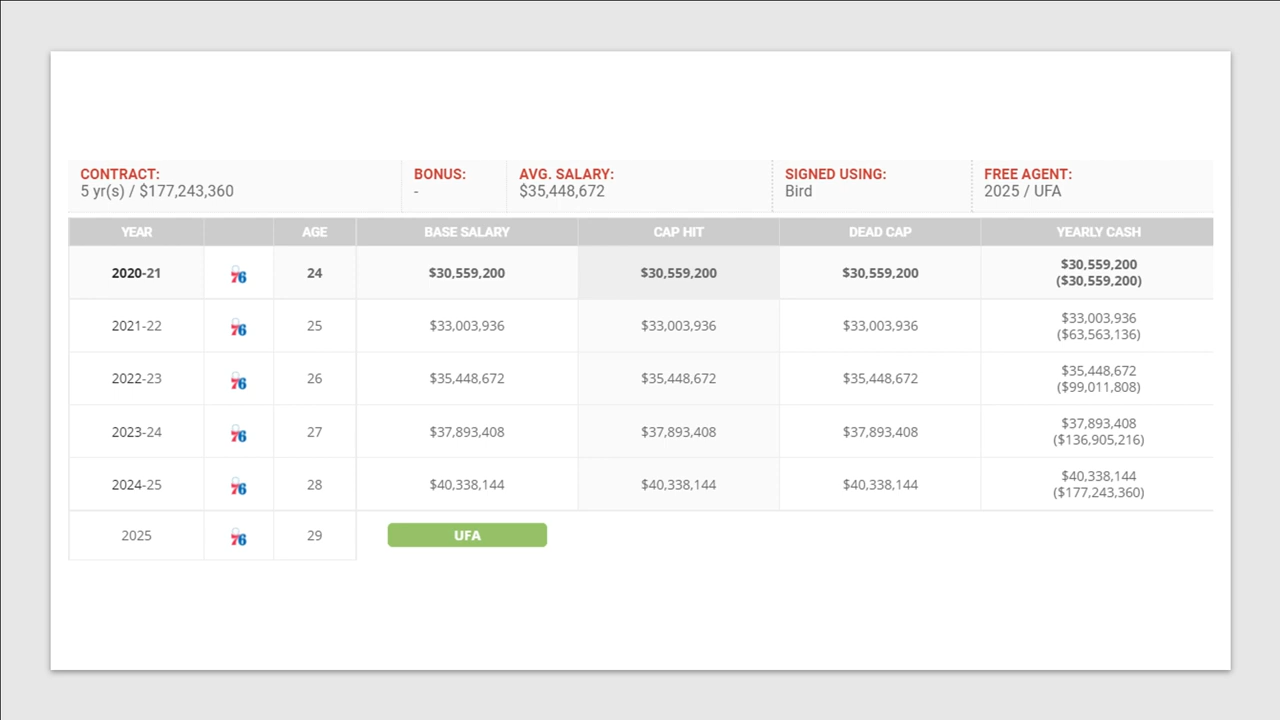 CONTRACT: BONUS: AVG. SALARY: SIGNED USING: FREE AGENT:
5 yr(s) / $177,243,360 - $35,448,672 Bird 2025 / UFA
YEAR AGE BASE SALARY CAP HIT DEAD CAP YEARLY CASH
2020-21 76 24 $30,559,200 $30,559,200 $30,559,200 $30,559,200
($30,559,200)
2021-22 76 25 $33,003,936 $33,003,936 $33,003,936 $33,003,936
($63,563,136)
2022-23 76 26 $35,448,672 $35,448,672 $35,448,672 $35,448,672
($99,011,808)
2023-24 76 27 $37,893,408 $37,893,408 $37,893,408 $37,893,408
($136,905,216)
2024-25 76 28 $40,338,144 $40,338,144 $40,338,144 $40,338,144
($177,243,360)
2025 76 29 UFA